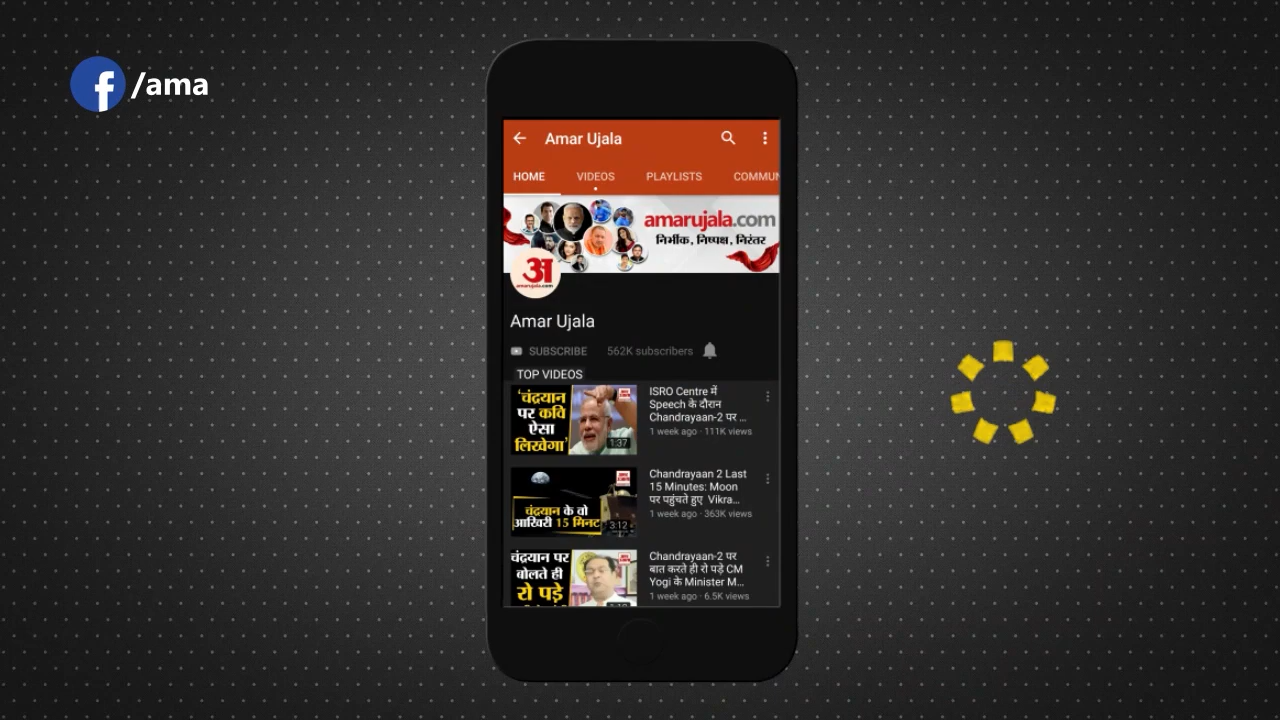 /ama
Amar Ujala
HOME VIDEOS PLAYLISTS COMMUN
amarujala.com
निर्भीक, निष्पक्ष, निरंतर
अ
amarujala.com
Amar Ujala
SUBSCRIBE 562K subscribers
TOP VIDEOS
'चंद्रयान
पर कवि
ऐसा
लिखेगा'
1:37
ISRO Centre में
Speech के दौरान
Chandrayaan-2 पर ...
1 week ago · 111K views
चंद्रयान के वो
आखिरी 15 मिनट
3:12
Chandrayaan 2 Last
15 Minutes: Moon
पर पहुंचते हुए Vikra...
1 week ago · 363K views
चंद्रयान पर
बोलते ही
रो पड़े
Chandrayaan-2 पर
बात करते ही रो पड़े CM
Yogi के Minister M...
1 week ago · 6.5K views